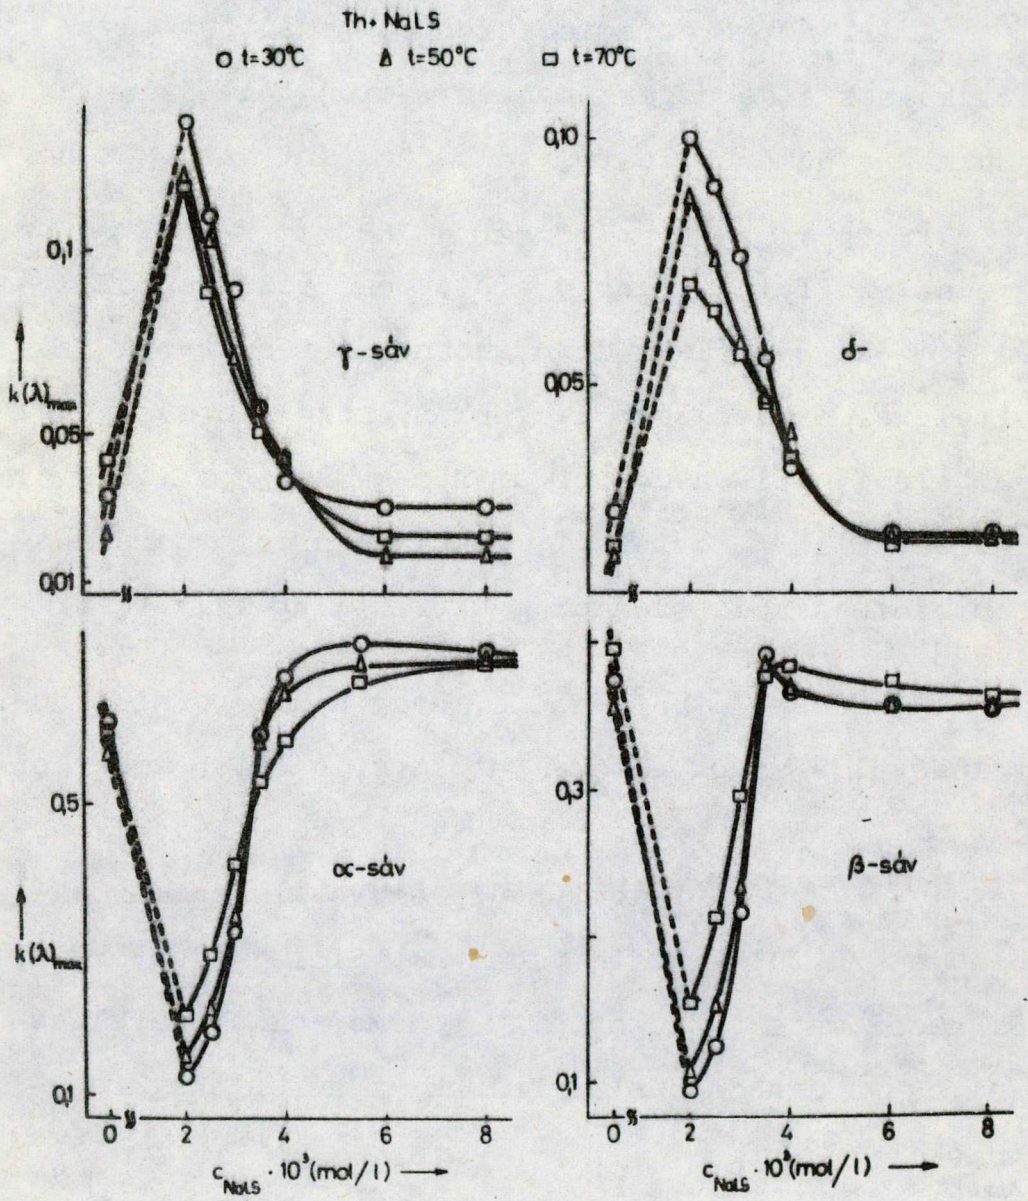 Th+NaLS
○ t=30°C △ t=50°C □ t=70°C
0,1
0,05
0,01
k(λ)max
γ-sáv
0,10
0,05
δ-
0,5
0,1
k(λ)max
α-sáv
0 2 4 6 8
c NaLS · 10³ (mol/l) →
0,3
0,1
β-sáv
0 2 4 6 8
c NaLS · 10³ (mol/l) →